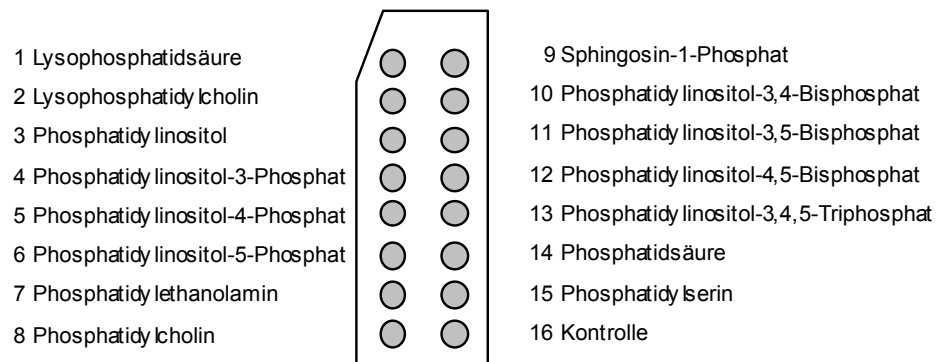 1 Lysophosphatidsäure
2 Lysophosphatidylcholin
3 Phosphatidylinositol
4 Phosphatidylinositol-3-Phosphat
5 Phosphatidylinositol-4-Phosphat
6 Phosphatidylinositol-5-Phosphat
7 Phosphatidylethanolamin
8 Phosphatidylcholin
9 Sphingosin-1-Phosphat
10 Phosphatidylinositol-3,4-Bisphosphat
11 Phosphatidylinositol-3,5-Bisphosphat
12 Phosphatidylinositol-4,5-Bisphosphat
13 Phosphatidylinositol-3,4,5-Triphosphat
14 Phosphatidsäure
15 Phosphatidylserin
16 Kontrolle